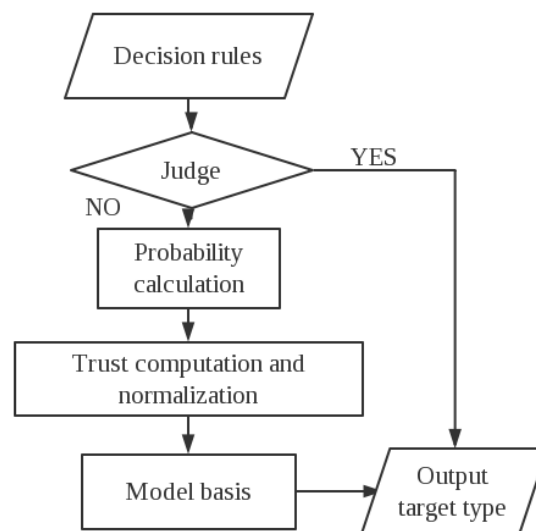 Decision rules
Judge
YES
NO
Probability
calculation
Trust computation and
normalization
Model basis
Output
target type